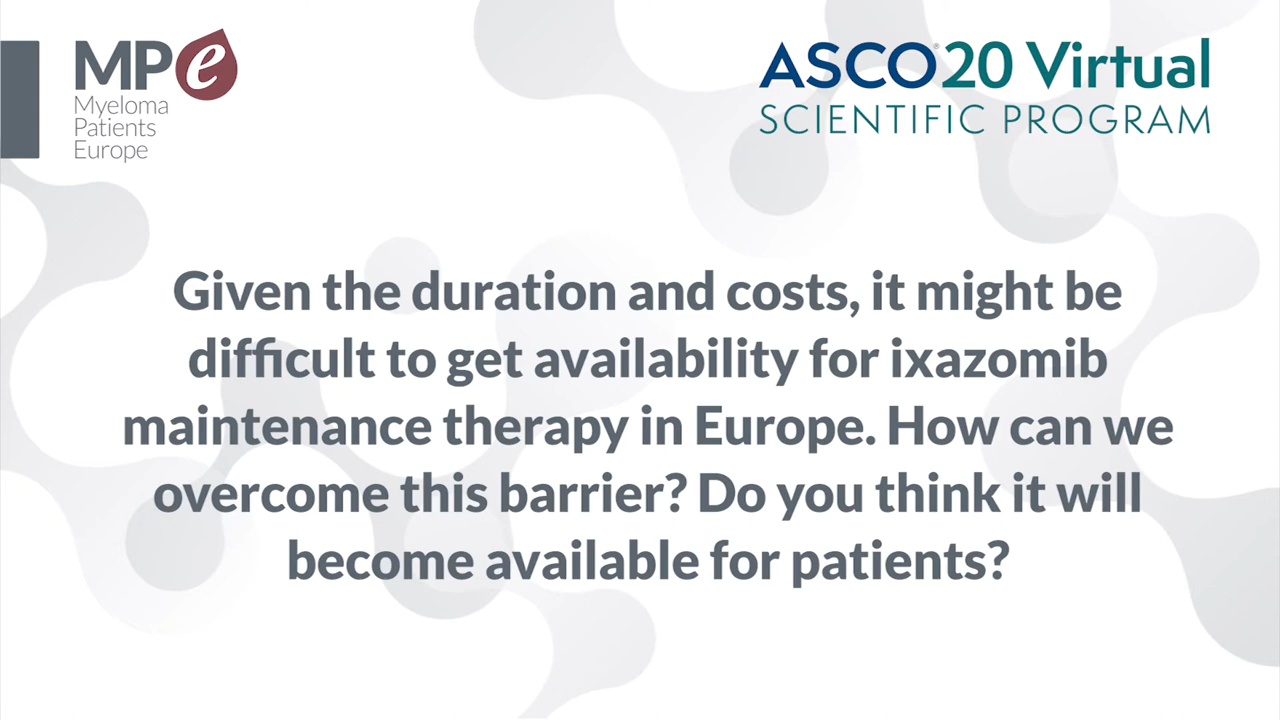 MPe
Myeloma
Patients
Europe
ASCO®20 Virtual
SCIENTIFIC PROGRAM
Given the duration and costs, it might be
difficult to get availability for ixazomib
maintenance therapy in Europe. How can we
overcome this barrier? Do you think it will
become available for patients?